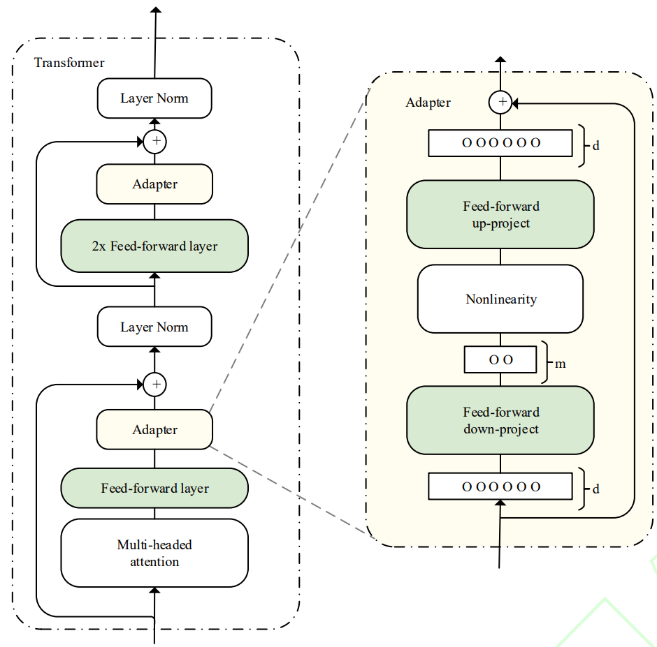 Transformer
Layer Norm
+
Adapter
2x Feed-forward layer
Layer Norm
+
Adapter
Feed-forward layer
Multi-headed
attention
Adapter
+
O O O O O O
d
Feed-forward
up-project
Nonlinearity
O O
m
Feed-forward
down-project
O O O O O O
d